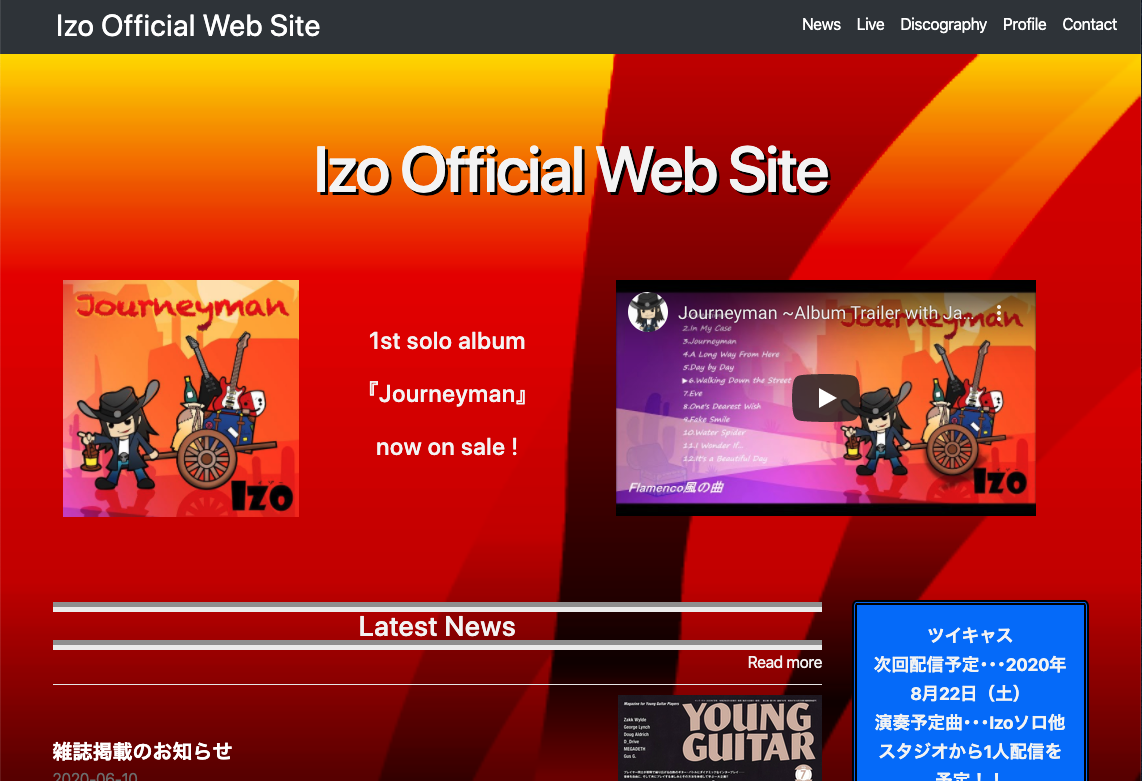 Izo Official Web Site
News Live Discography Profile Contact
Izo Official Web Site
Journeyman
Izo
1st solo album
『Journeyman』
now on sale !
Journeyman ~Album Trailer with Ja...
Journeyman
2.In My Case
3.Journeyman
4.A Long Way From Here
5.Day by Day
▶6.Walking Down the Street
7.Eve
8.One's Dearest Wish
9.Fake Smile
10.Water Spider
11.I Wonder If..
12.It's a Beautiful Day
Flamenco風の曲
Izo
Latest News
Read more
雑誌掲載のお知らせ
2020-06-10
Magazine for Young Guitar Players
Zakk Wylde
George Lynch
Doug Aldrich
D_Drive
MEGADETH
Gus G.
YOUNG
GUITAR
7
ツイキャス
次回配信予定･･･2020年
8月22日（土）
演奏予定曲･･･Izoソロ他
スタジオから1人配信を
予定！！